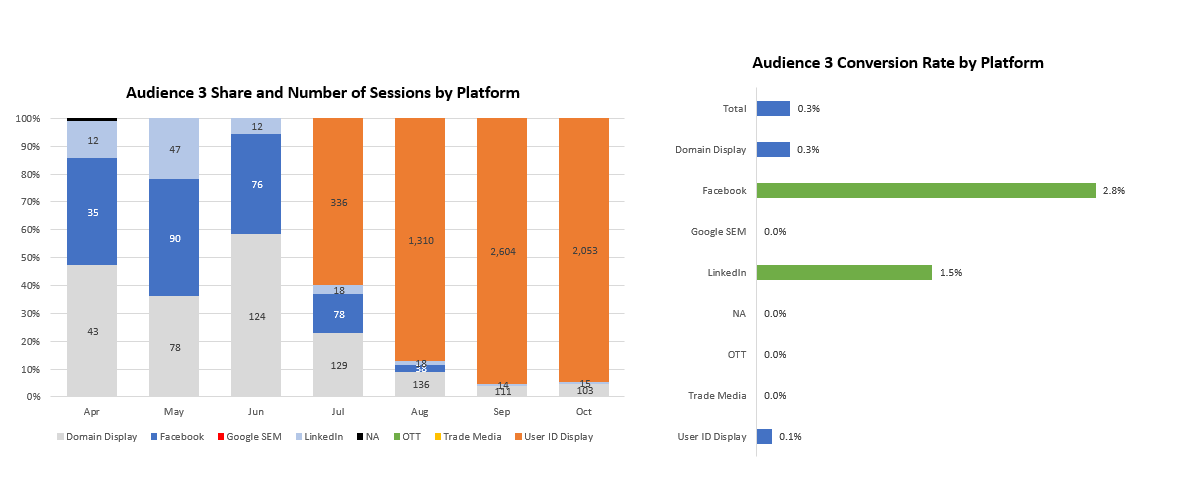 Audience 3 Share and Number of Sessions by Platform
100%
90%
80%
70%
60%
50%
40%
30%
20%
10%
0%
12
35
43
47
90
78
12
76
124
336
18
78
129
1,310
18
38
136
2,604
14
111
2,053
15
103
Apr May Jun Jul Aug Sep Oct
Domain Display Facebook Google SEM LinkedIn NA OTT Trade Media User ID Display
Audience 3 Conversion Rate by Platform
Total 0.3%
Domain Display 0.3%
Facebook 2.8%
Google SEM 0.0%
LinkedIn 1.5%
NA 0.0%
OTT 0.0%
Trade Media 0.0%
User ID Display 0.1%